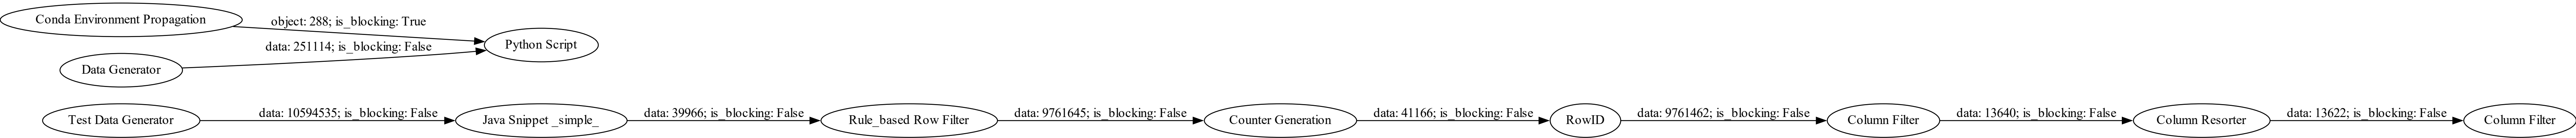 Conda Environment Propagation
object: 288; is_blocking: True
Python Script
data: 251114; is_blocking: False
Data Generator
Test Data Generator
data: 10594535; is_blocking: False
Java Snippet _simple_
data: 39966; is_blocking: False
Rule_based Row Filter
data: 9761645; is_blocking: False
Counter Generation
data: 41166; is_blocking: False
RowID
data: 9761462; is_blocking: False
Column Filter
data: 13640; is_blocking: False
Column Resorter
data: 13622; is_blocking: False
Column Filter